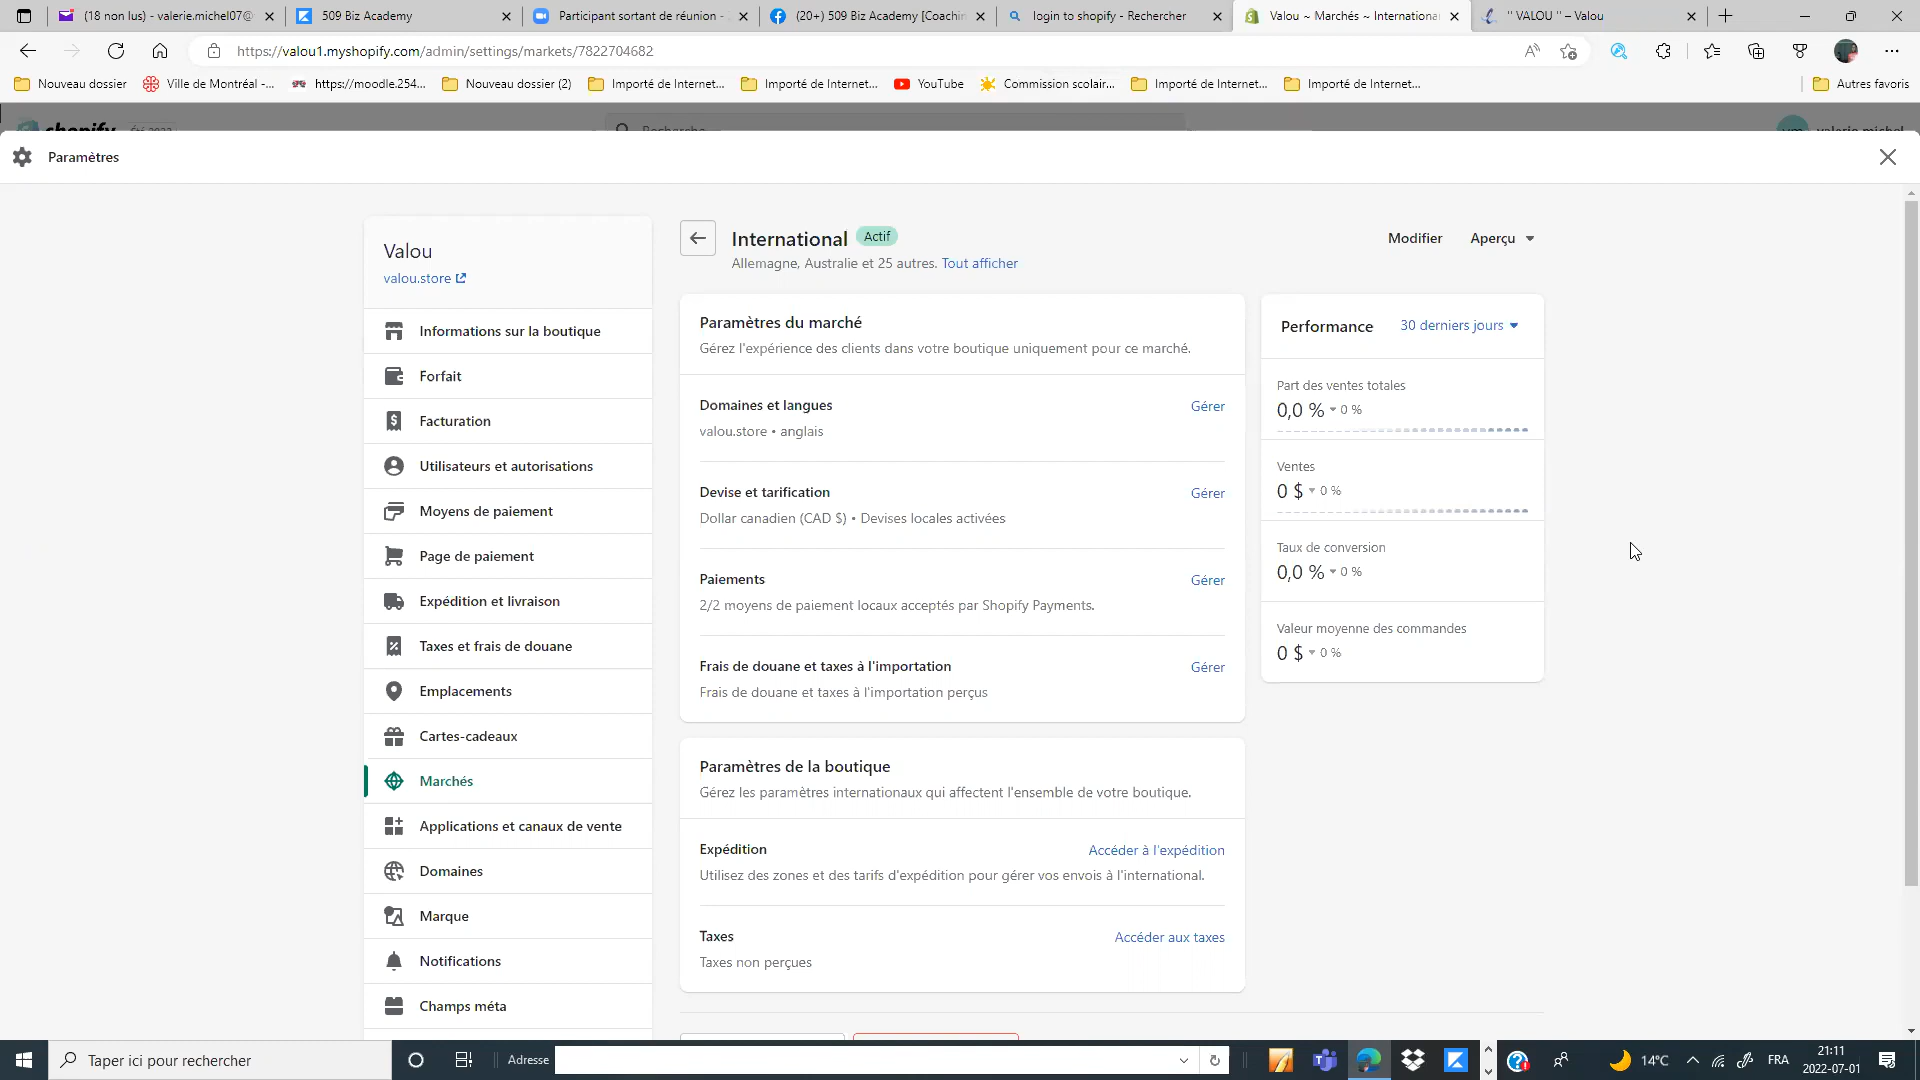 (18 non lus) - valerie.michel07@
509 Biz Academy
Participant sortant de réunion -
(20+) 509 Biz Academy [Coachin
login to shopify - Rechercher
Valou ~ Marchés ~ Internationa
" VALOU " – Valou
https://valou1.myshopify.com/admin/settings/markets/7822704682
Nouveau dossier
Ville de Montréal -...
https://moodle.254...
Nouveau dossier (2)
Importé de Internet...
Importé de Internet...
YouTube
Commission scolair...
Importé de Internet...
Importé de Internet...
Autres favoris
shopify
Recherche
valerie michel
Paramètres
Valou
valou.store
Informations sur la boutique
Forfait
Facturation
Utilisateurs et autorisations
Moyens de paiement
Page de paiement
Expédition et livraison
Taxes et frais de douane
Emplacements
Cartes-cadeaux
Marchés
Applications et canaux de vente
Domaines
Marque
Notifications
Champs méta
International Actif
Allemagne, Australie et 25 autres. Tout afficher
Modifier
Aperçu
Paramètres du marché
Gérez l'expérience des clients dans votre boutique uniquement pour ce marché.
Domaines et langues
Gérer
valou.store • anglais
Devise et tarification
Gérer
Dollar canadien (CAD $) • Devises locales activées
Paiements
Gérer
2/2 moyens de paiement locaux acceptés par Shopify Payments.
Frais de douane et taxes à l'importation
Gérer
Frais de douane et taxes à l'importation perçus
Paramètres de la boutique
Gérez les paramètres internationaux qui affectent l'ensemble de votre boutique.
Expédition
Accéder à l'expédition
Utilisez des zones et des tarifs d'expédition pour gérer vos envois à l'international.
Taxes
Accéder aux taxes
Taxes non perçues
Performance
30 derniers jours
Part des ventes totales
0,0 % 0 %
Ventes
0 $ 0 %
Taux de conversion
0,0 % 0 %
Valeur moyenne des commandes
0 $ 0 %
Taper ici pour rechercher
Adresse
14°C
FRA
21:11
2022-07-01